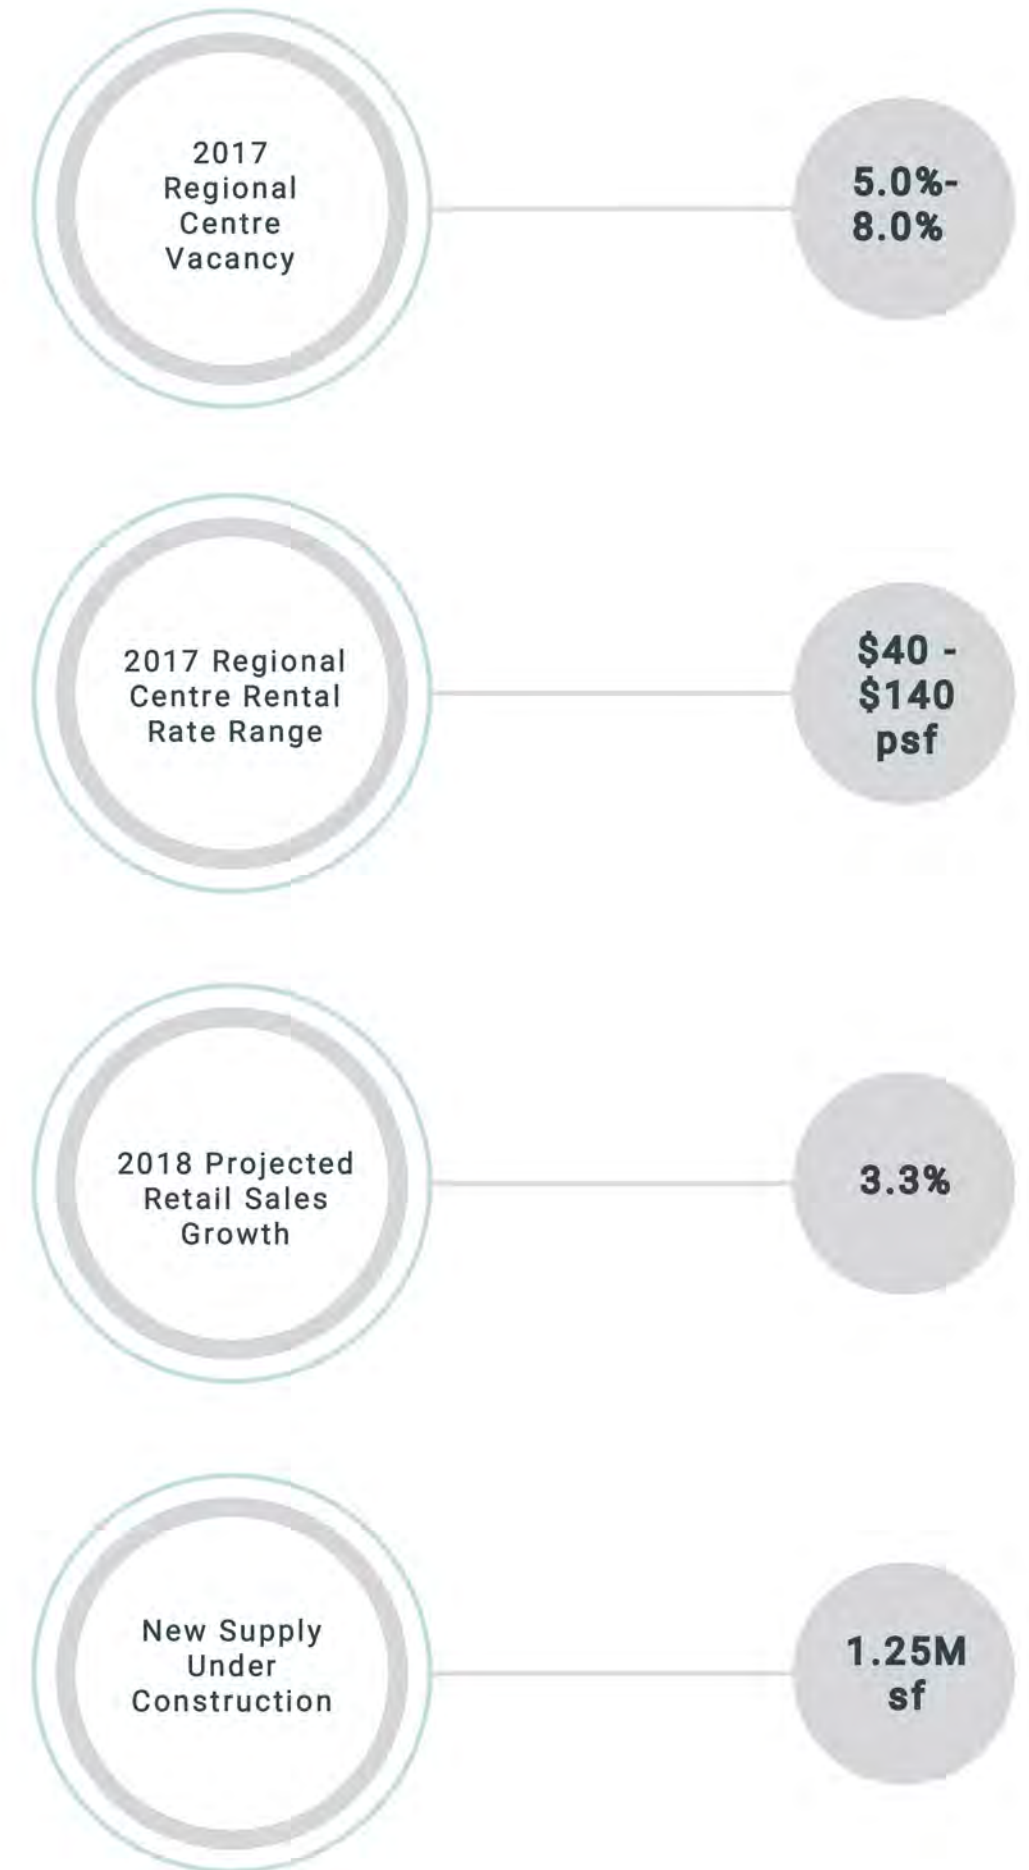 2017
Regional
Centre
Vacancy
5.0%-
8.0%
2017 Regional
Centre Rental
Rate Range
$40 -
$140
psf
2018 Projected
Retail Sales
Growth
3.3%
New Supply
Under
Construction
1.25M
sf